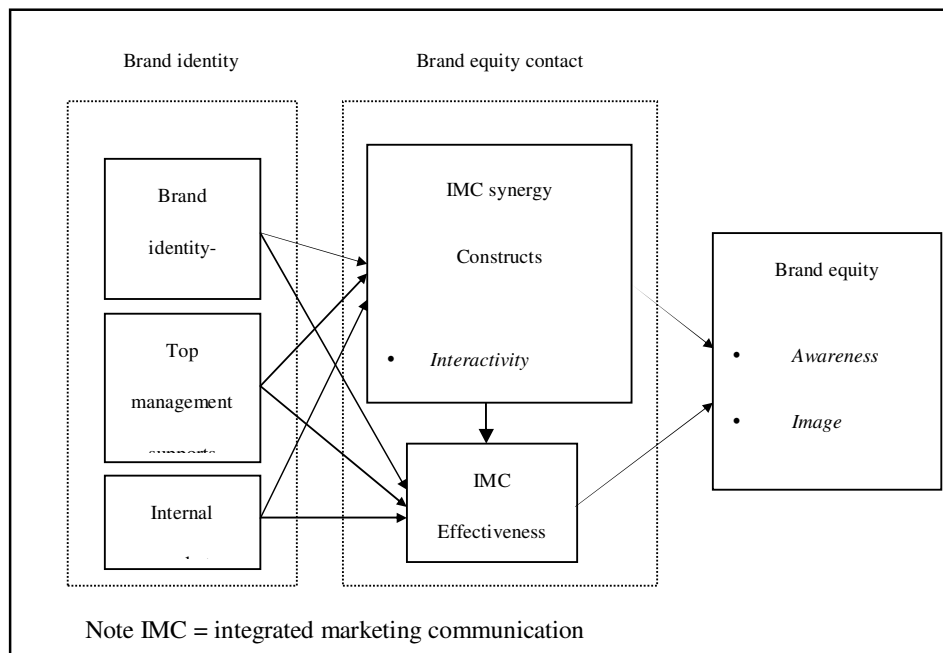 Brand identity
Brand equity contact
Brand
identity-
Top
management
supports
Internal
IMC synergy
Constructs
• Interactivity
IMC
Effectiveness
Brand equity
• Awareness
• Image
Note IMC = integrated marketing communication